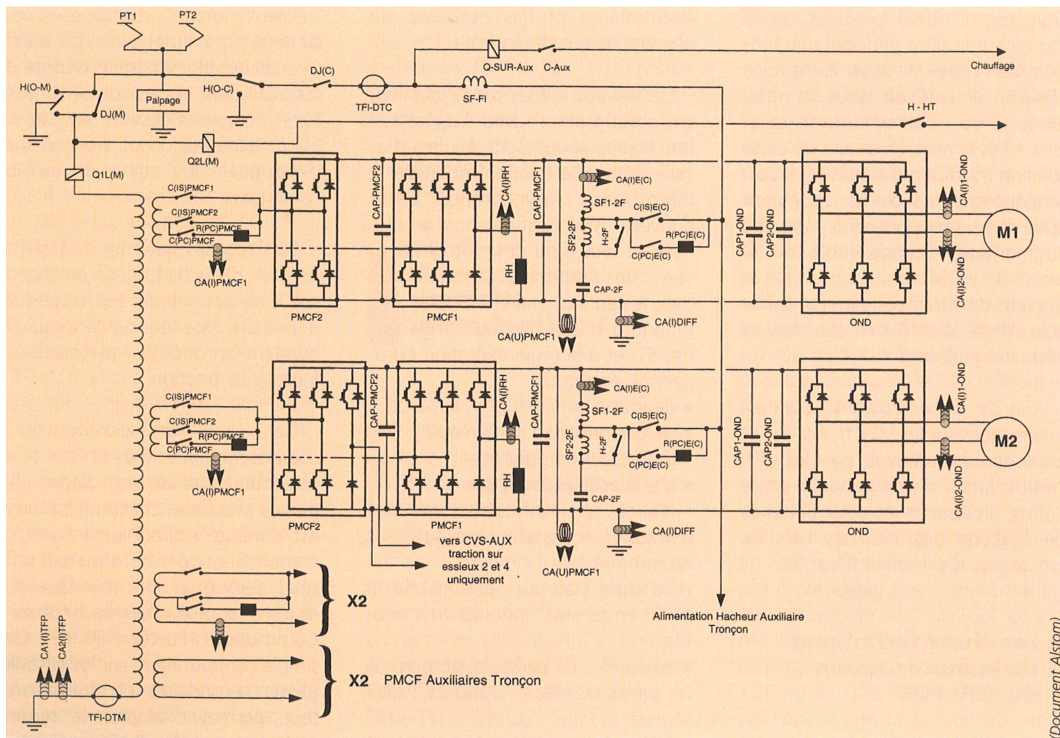 PT1
PT2
H(O-M)
DJ(M)
Palpage
H(O-C)
DJ(C)
TFI-DTC
SF-FI
Q-SUR-Aux
C-Aux
Chauffage
H - HT
Q2L(M)
Q1L(M)
C(IS)PMCF1
C(IS)PMCF2
R(PC)PMCF
C(PC)PMCF
CA(I)PMCF1
PMCF2
CAP-PMCF2
PMCF1
CA(I)RH
RH
CAP-PMCF1
CA(I)E(C)
SF1-2F
SF2-2F
H-2F
C(IS)E(C)
C(PC)E(C)
R(PC)E(C)
CAP-2F
CA(U)PMCF1
CA(I)DIFF
CAP1-OND
CAP2-OND
OND
CA(I)1-OND
CA(I)2-OND
M1
C(IS)PMCF1
C(IS)PMCF2
R(PC)PMCF
C(PC)PMCF
CA(I)PMCF1
PMCF2
CAP-PMCF2
PMCF1
CA(I)RH
RH
CAP-PMCF1
CA(I)E(C)
SF1-2F
SF2-2F
H-2F
C(IS)E(C)
C(PC)E(C)
R(PC)E(C)
CAP-2F
CA(U)PMCF1
CA(I)DIFF
CAP1-OND
CAP2-OND
OND
CA(I)1-OND
CA(I)2-OND
M2
vers CVS-AUX
traction sur
essieux 2 et 4
uniquement
Alimentation Hacheur Auxiliaire
Tronçon
X2
X2 PMCF Auxiliaires Tronçon
CA1(I)TFP
CA2(I)TFP
TFI-DTM
(Document Alstom)